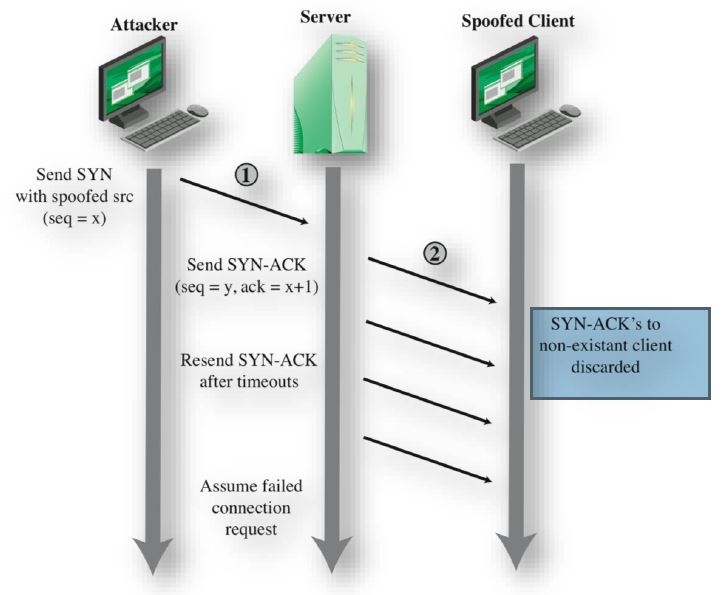 Attacker
Server
Spoofed Client
Send SYN
with spoofed src
(seq = x)
1
Send SYN-ACK
(seq = y, ack = x+1)
2
SYN-ACK's to
non-existant client
discarded
Resend SYN-ACK
after timeouts
Assume failed
connection
request